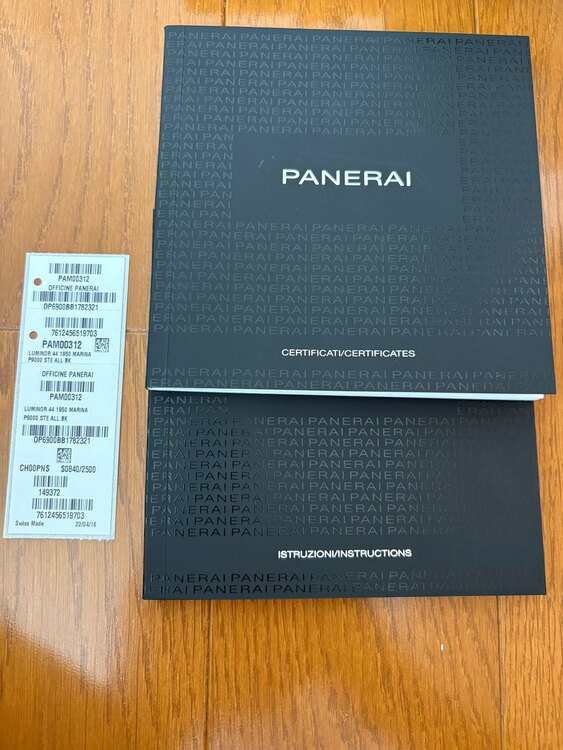 PAM00312
OFFICINE PANERAI
OP6900BB1782321
7612456519703
PAM00312
LUMINOR 44 1950 MARINA
P9000 STE ALL BK
OFFICINE PANERAI
PAM00312
LUMINOR 44 1950 MARINA
P9000 STE ALL BK
OP6900BB1782321
CH00PNS S0840/2500
149372
7612456519703
Swiss Made 22/04/16
PANERAI
CERTIFICATI/CERTIFICATES
ISTRUZIONI/INSTRUCTIONS